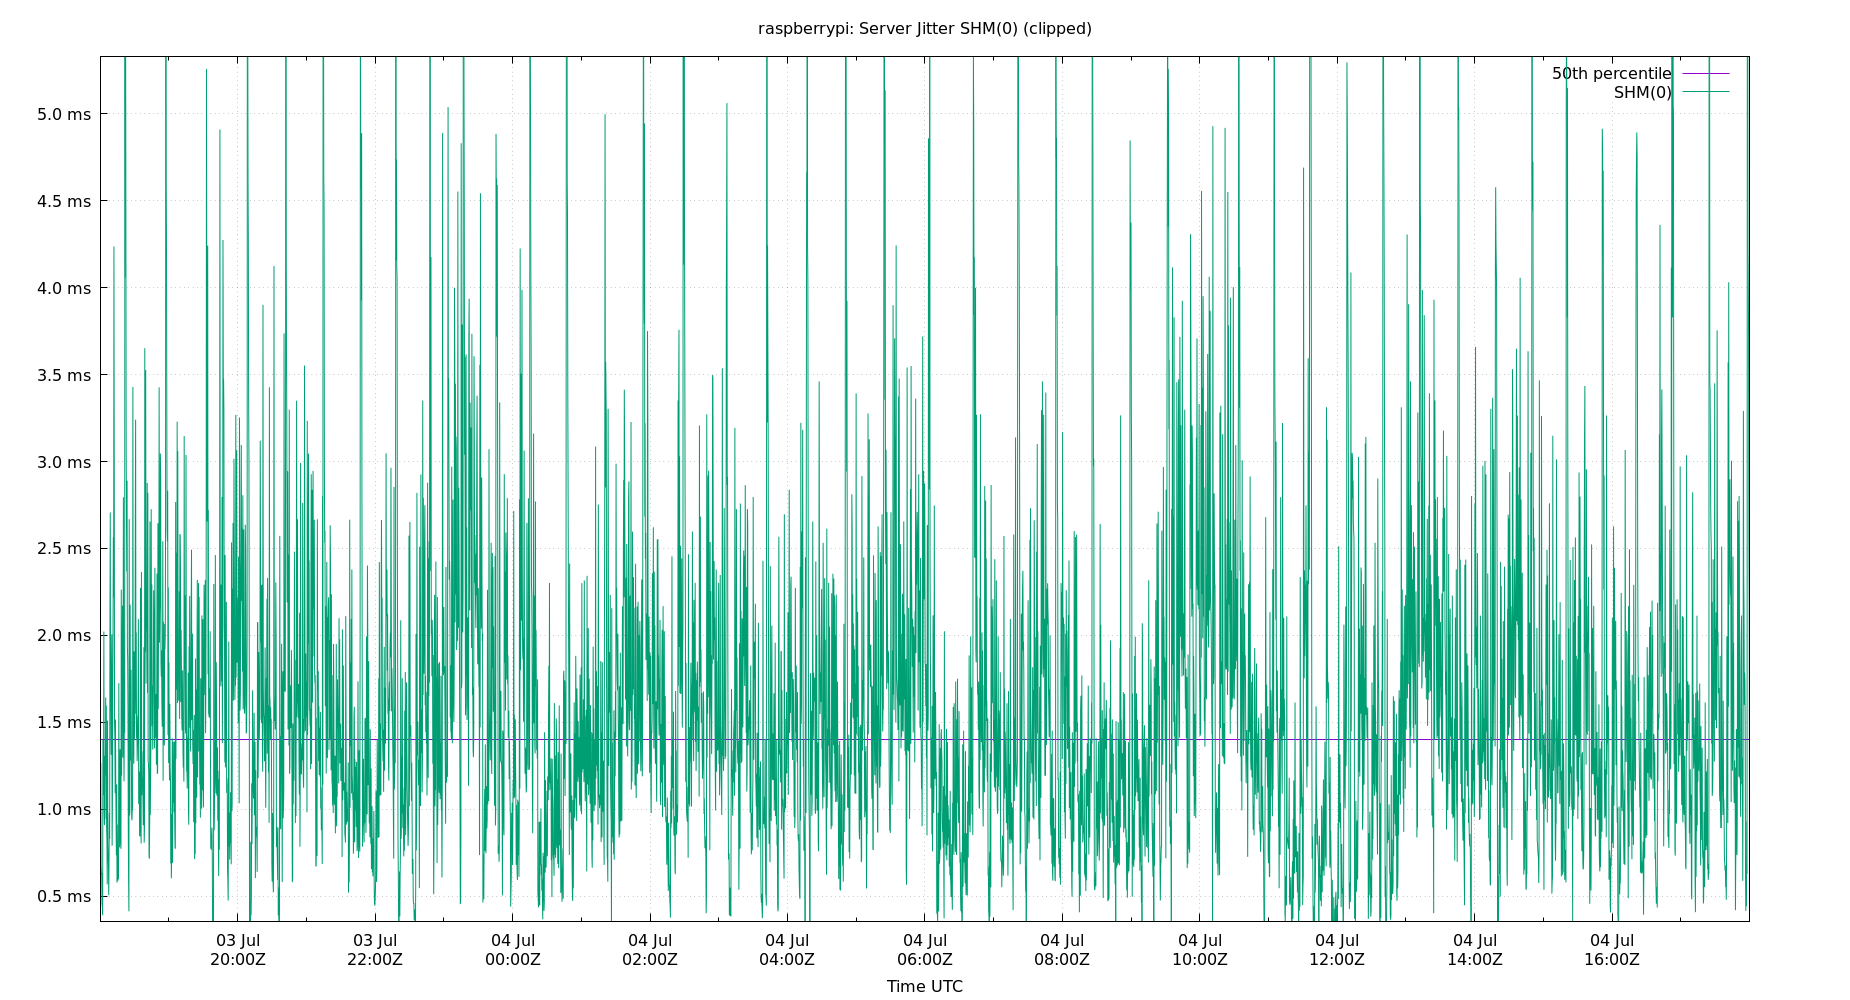 raspberrypi: Server Jitter SHM(0) (clipped)
50th percentile
SHM(0)
5.0 ms
4.5 ms
4.0 ms
3.5 ms
3.0 ms
2.5 ms
2.0 ms
1.5 ms
1.0 ms
0.5 ms
03 Jul 03 Jul 04 Jul 04 Jul 04 Jul 04 Jul 04 Jul 04 Jul 04 Jul 04 Jul 04 Jul
20:00Z 22:00Z 00:00Z 02:00Z 04:00Z 06:00Z 08:00Z 10:00Z 12:00Z 14:00Z 16:00Z
Time UTC